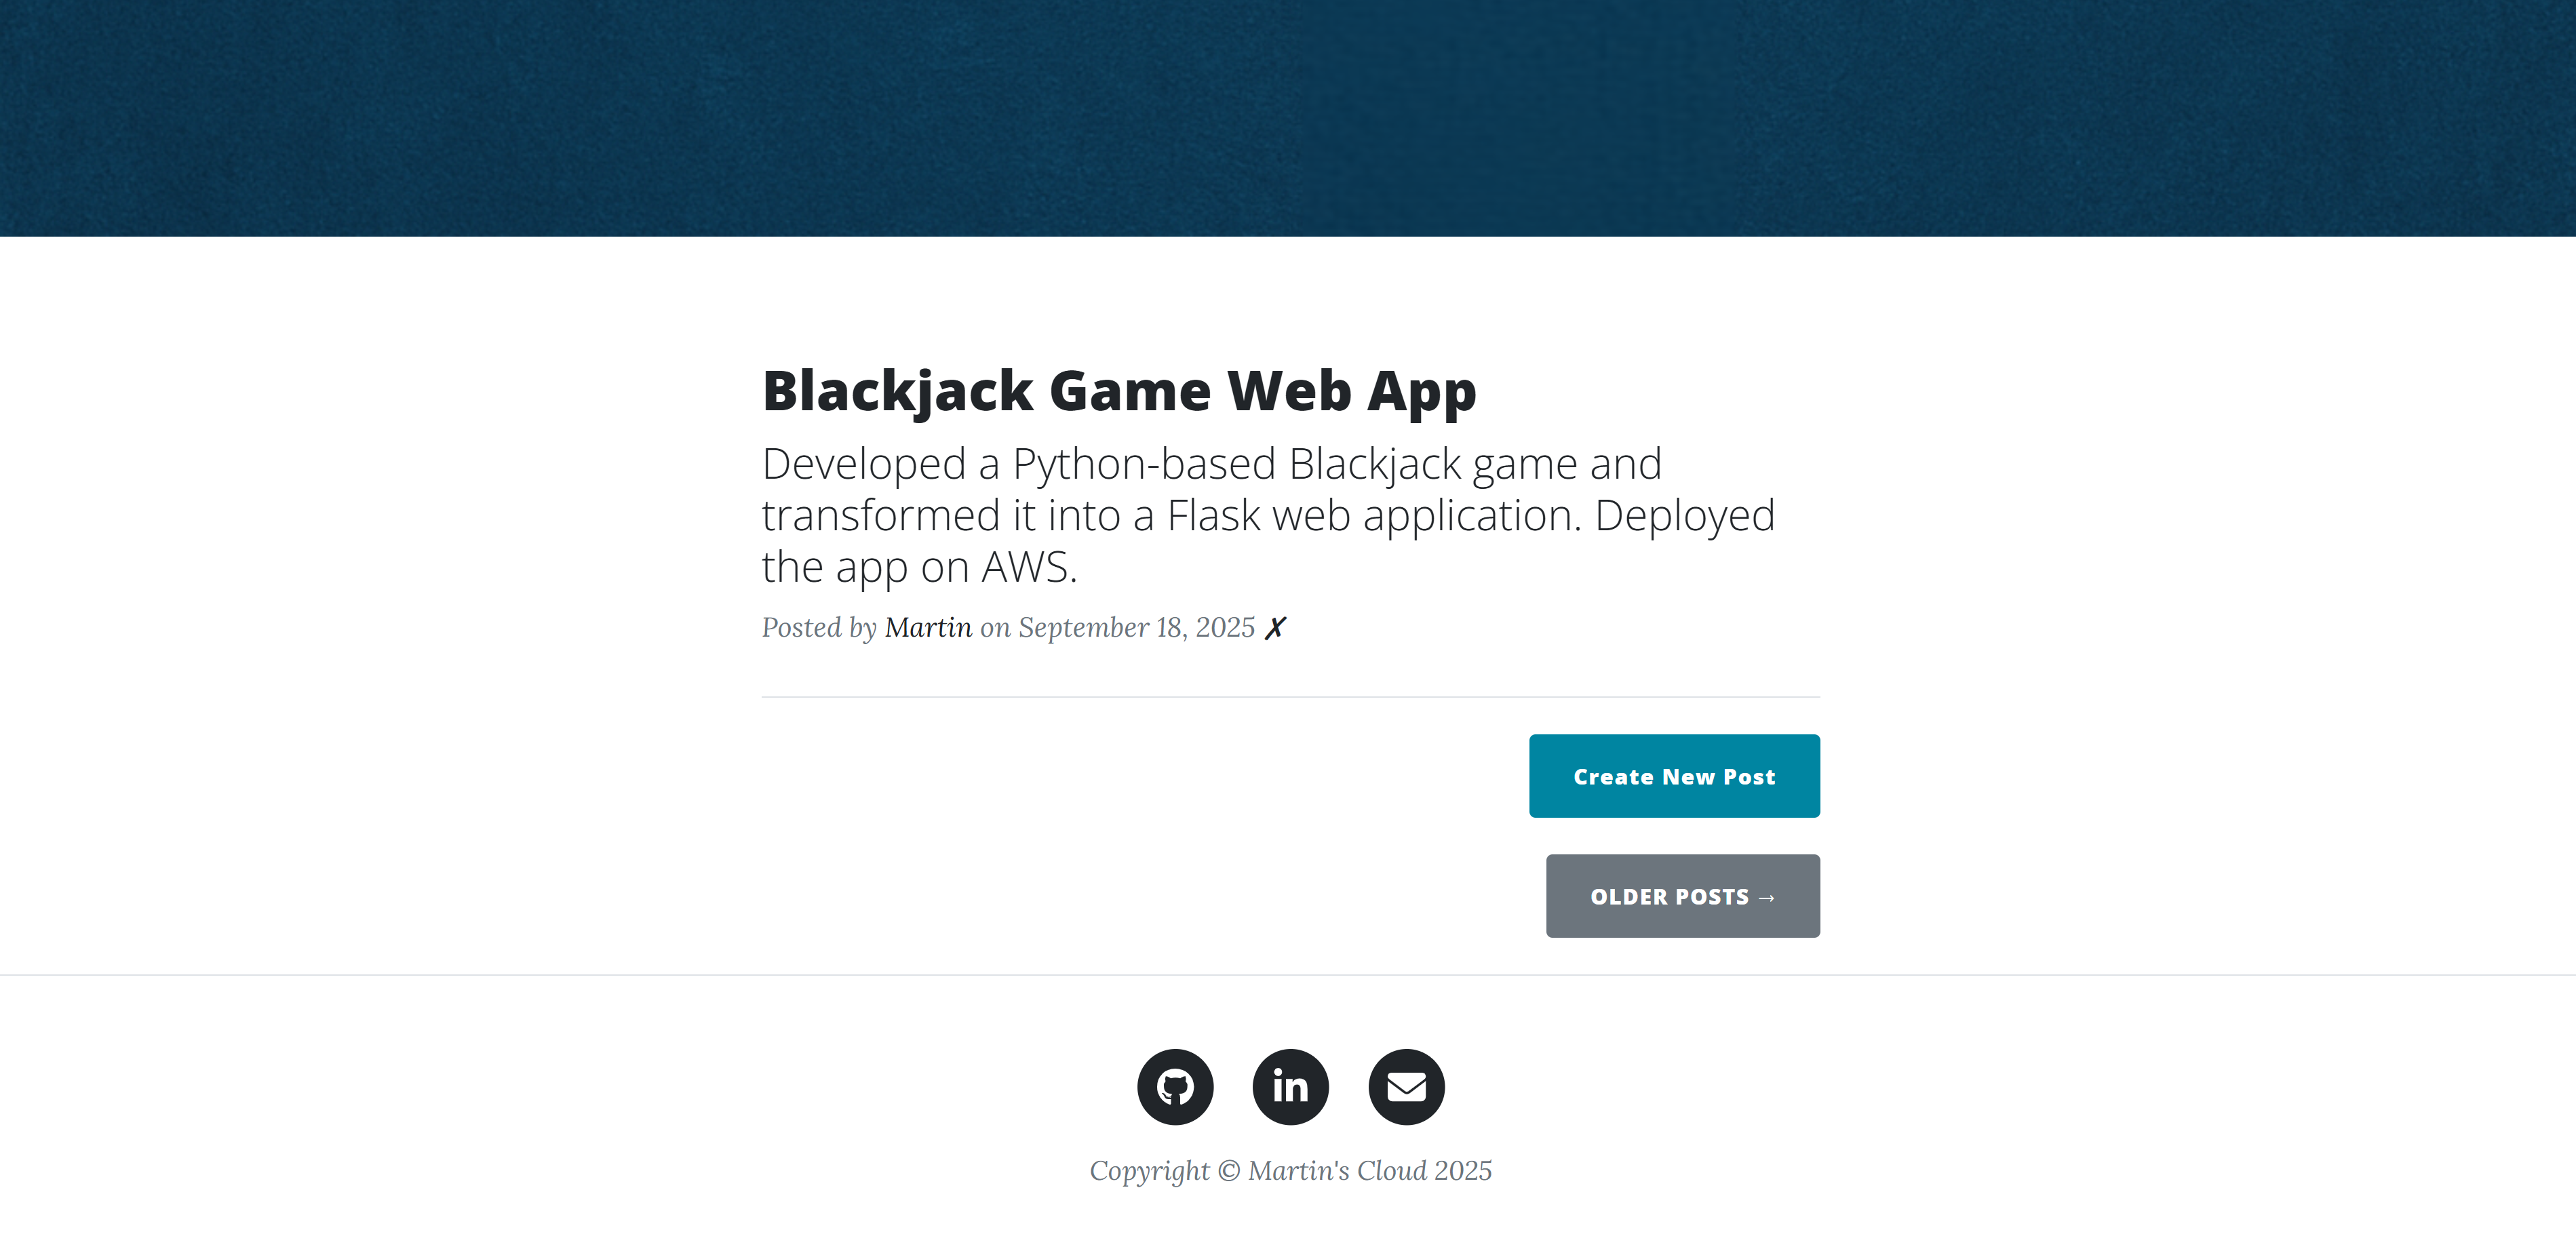 Blackjack Game Web App
Developed a Python-based Blackjack game and
transformed it into a Flask web application. Deployed
the app on AWS.
Posted by Martin on September 18, 2025 ✗
Create New Post
OLDER POSTS →
in
Copyright © Martin's Cloud 2025